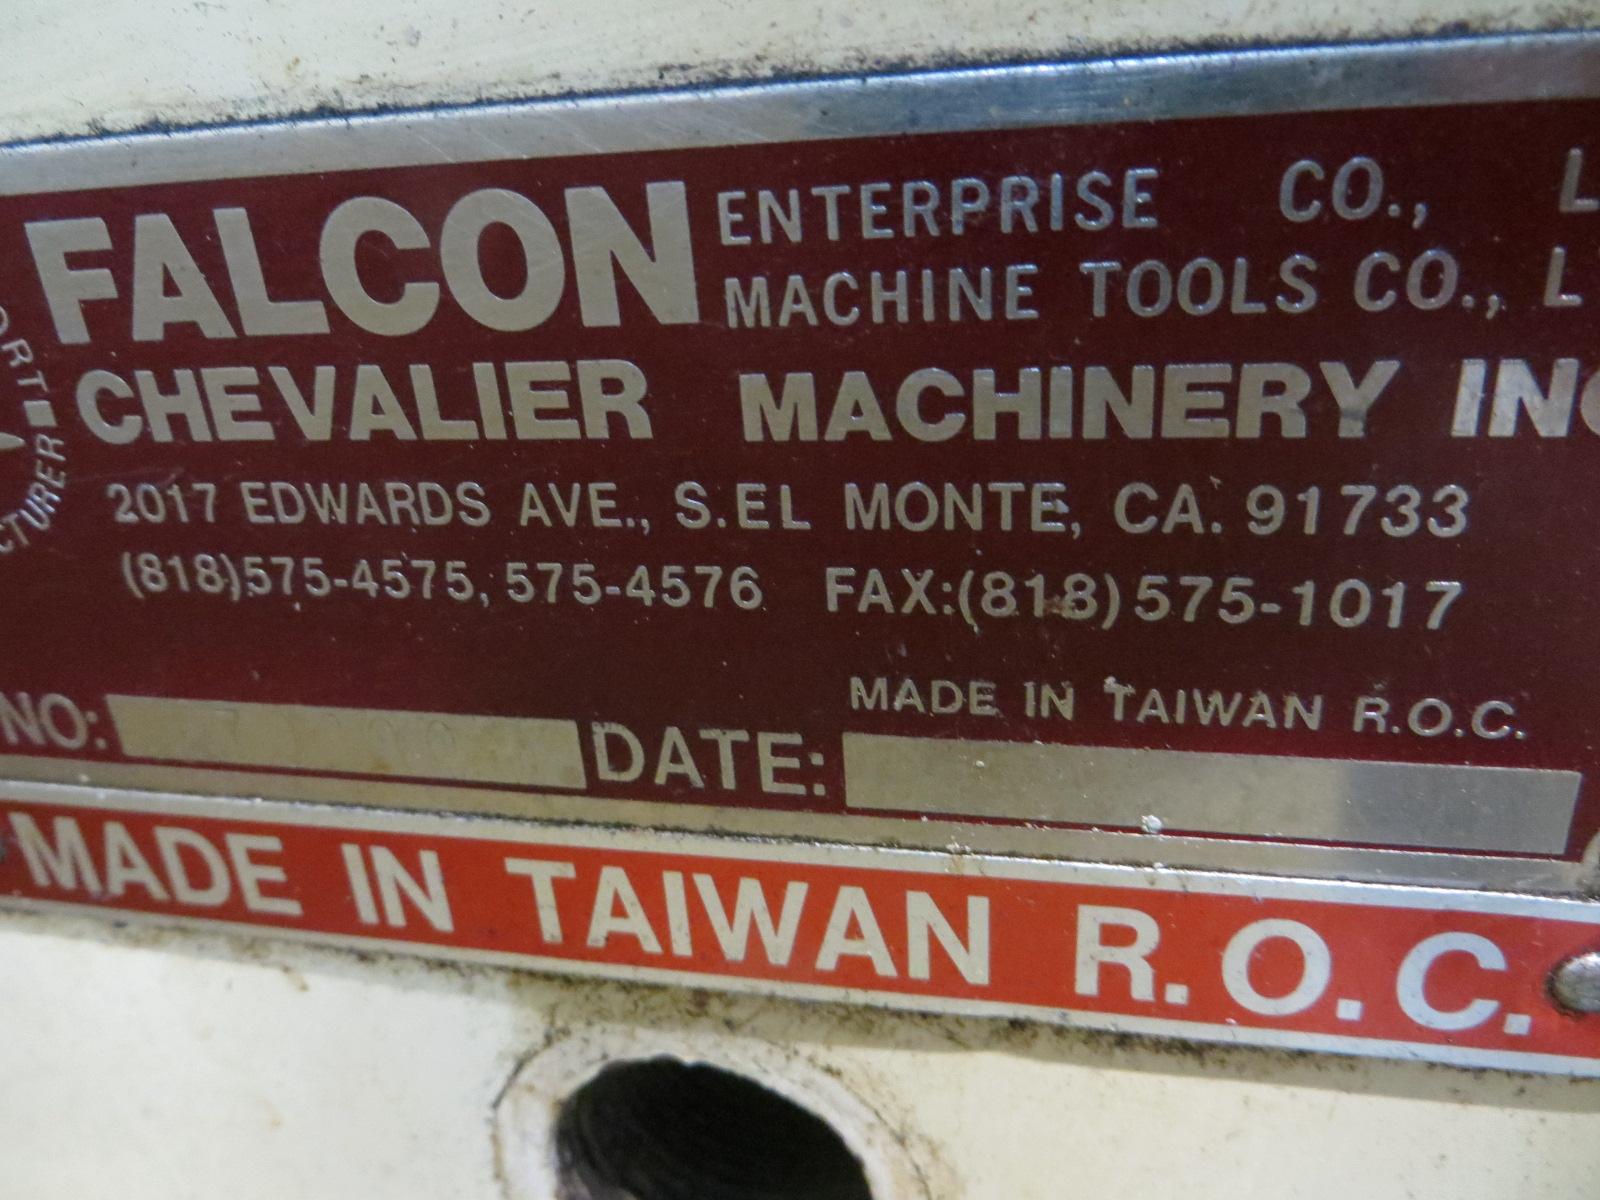 FALCON ENTERPRISE CO., L
MACHINE TOOLS CO., L
CHEVALIER MACHINERY INC
2017 EDWARDS AVE., S.EL MONTE, CA. 91733
(818)575-4575, 575-4576 FAX:(818)575-1017
MADE IN TAIWAN R.O.C.
NO: DATE:
MADE IN TAIWAN R.O.C.